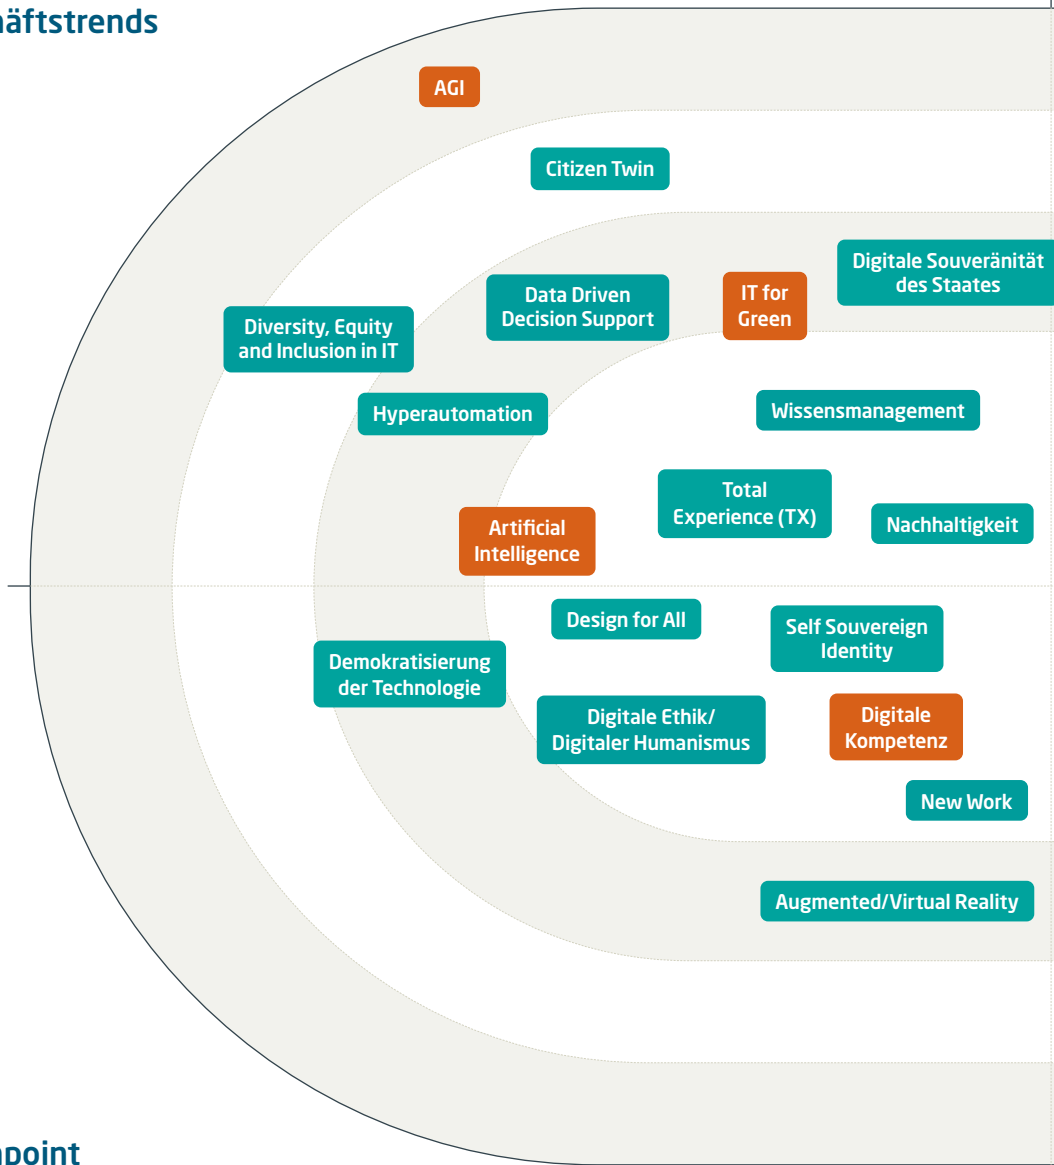 häftstrends
AGI
Citizen Twin
Digitale Souveränität
des Staates
Data Driven
Decision Support
IT for
Green
Diversity, Equity
and Inclusion in IT
Hyperautomation
Wissensmanagement
Total
Experience (TX)
Nachhaltigkeit
Artificial
Intelligence
Design for All
Self Souvereign
Identity
Demokratisierung
der Technologie
Digitale Ethik/
Digitaler Humanismus
Digitale
Kompetenz
New Work
Augmented/Virtual Reality
point